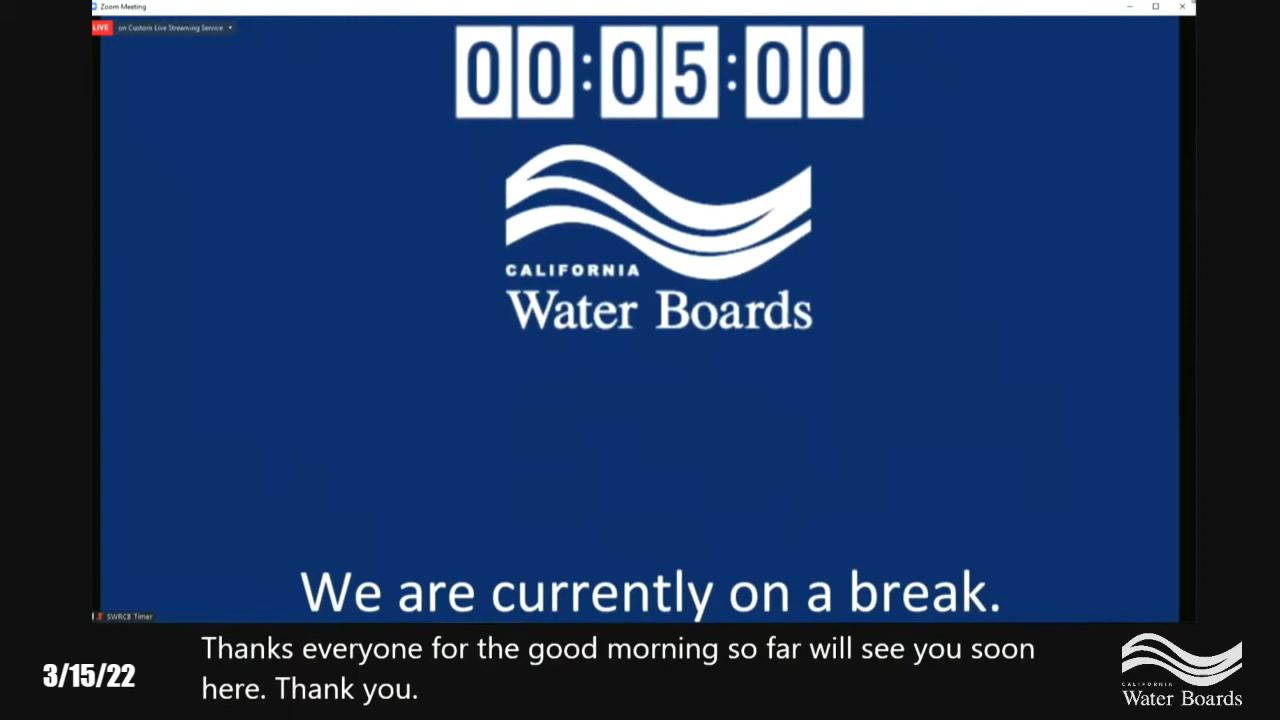 Zoom Meeting
LIVE on Custom Live Streaming Service
00:05:00
CALIFORNIA
Water Boards
We are currently on a break.
SWRCB Timer
Thanks everyone for the good morning so far will see you soon
here. Thank you.
3/15/22
CALIFORNIA
Water Boards